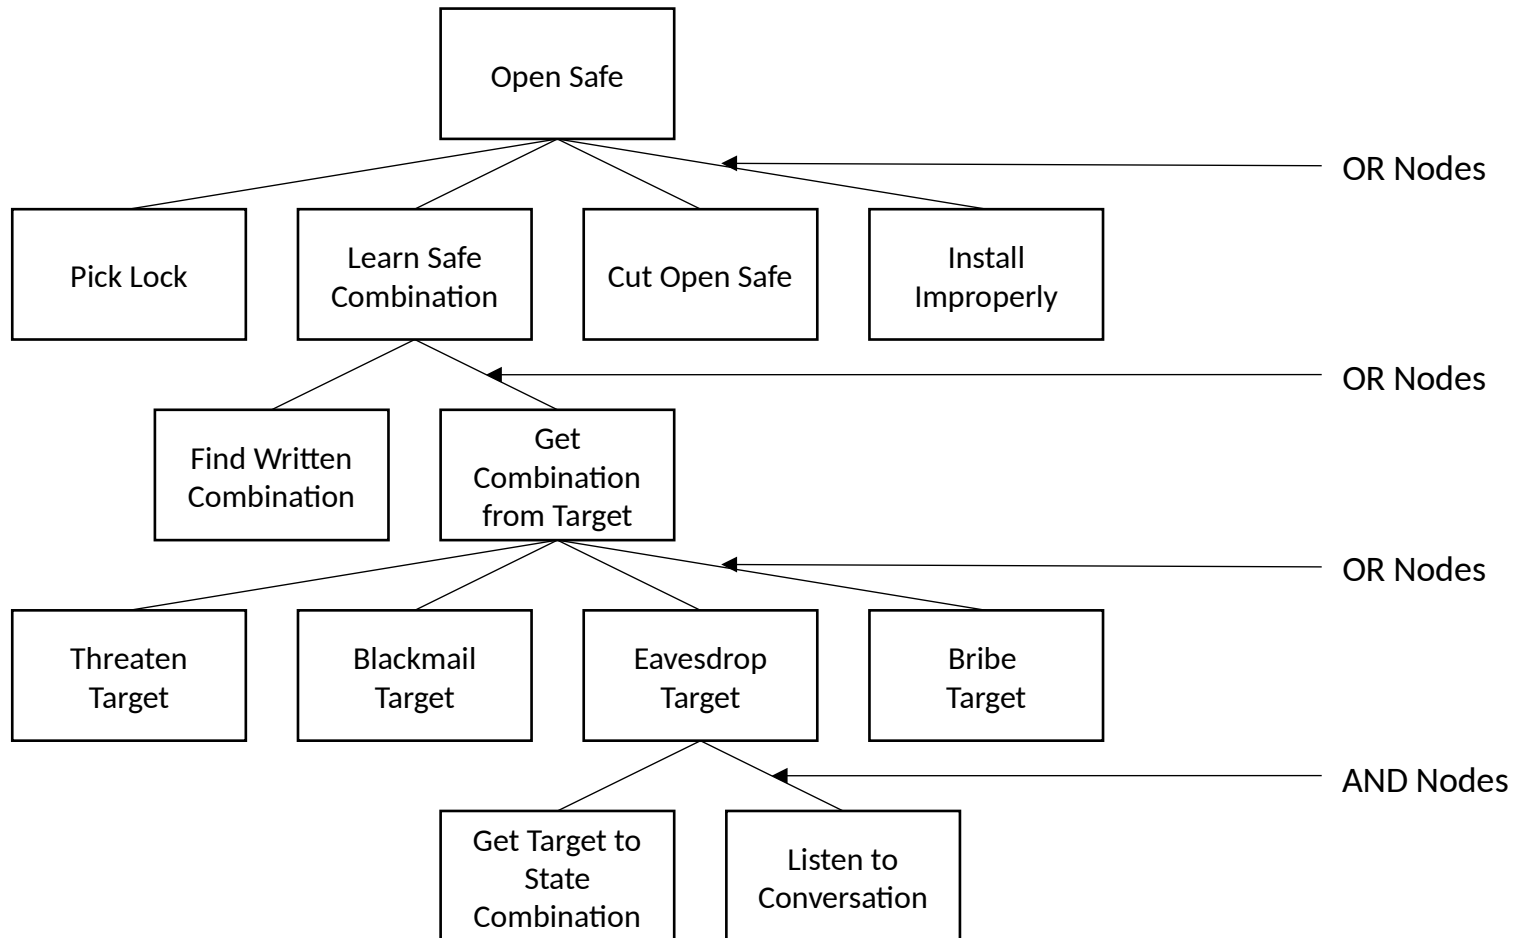 Open Safe
OR Nodes
Pick Lock
Learn Safe
Combination
Cut Open Safe
Install
Improperly
OR Nodes
Find Written
Combination
Get
Combination
from Target
OR Nodes
Threaten
Target
Blackmail
Target
Eavesdrop
Target
Bribe
Target
AND Nodes
Get Target to
State
Combination
Listen to
Conversation